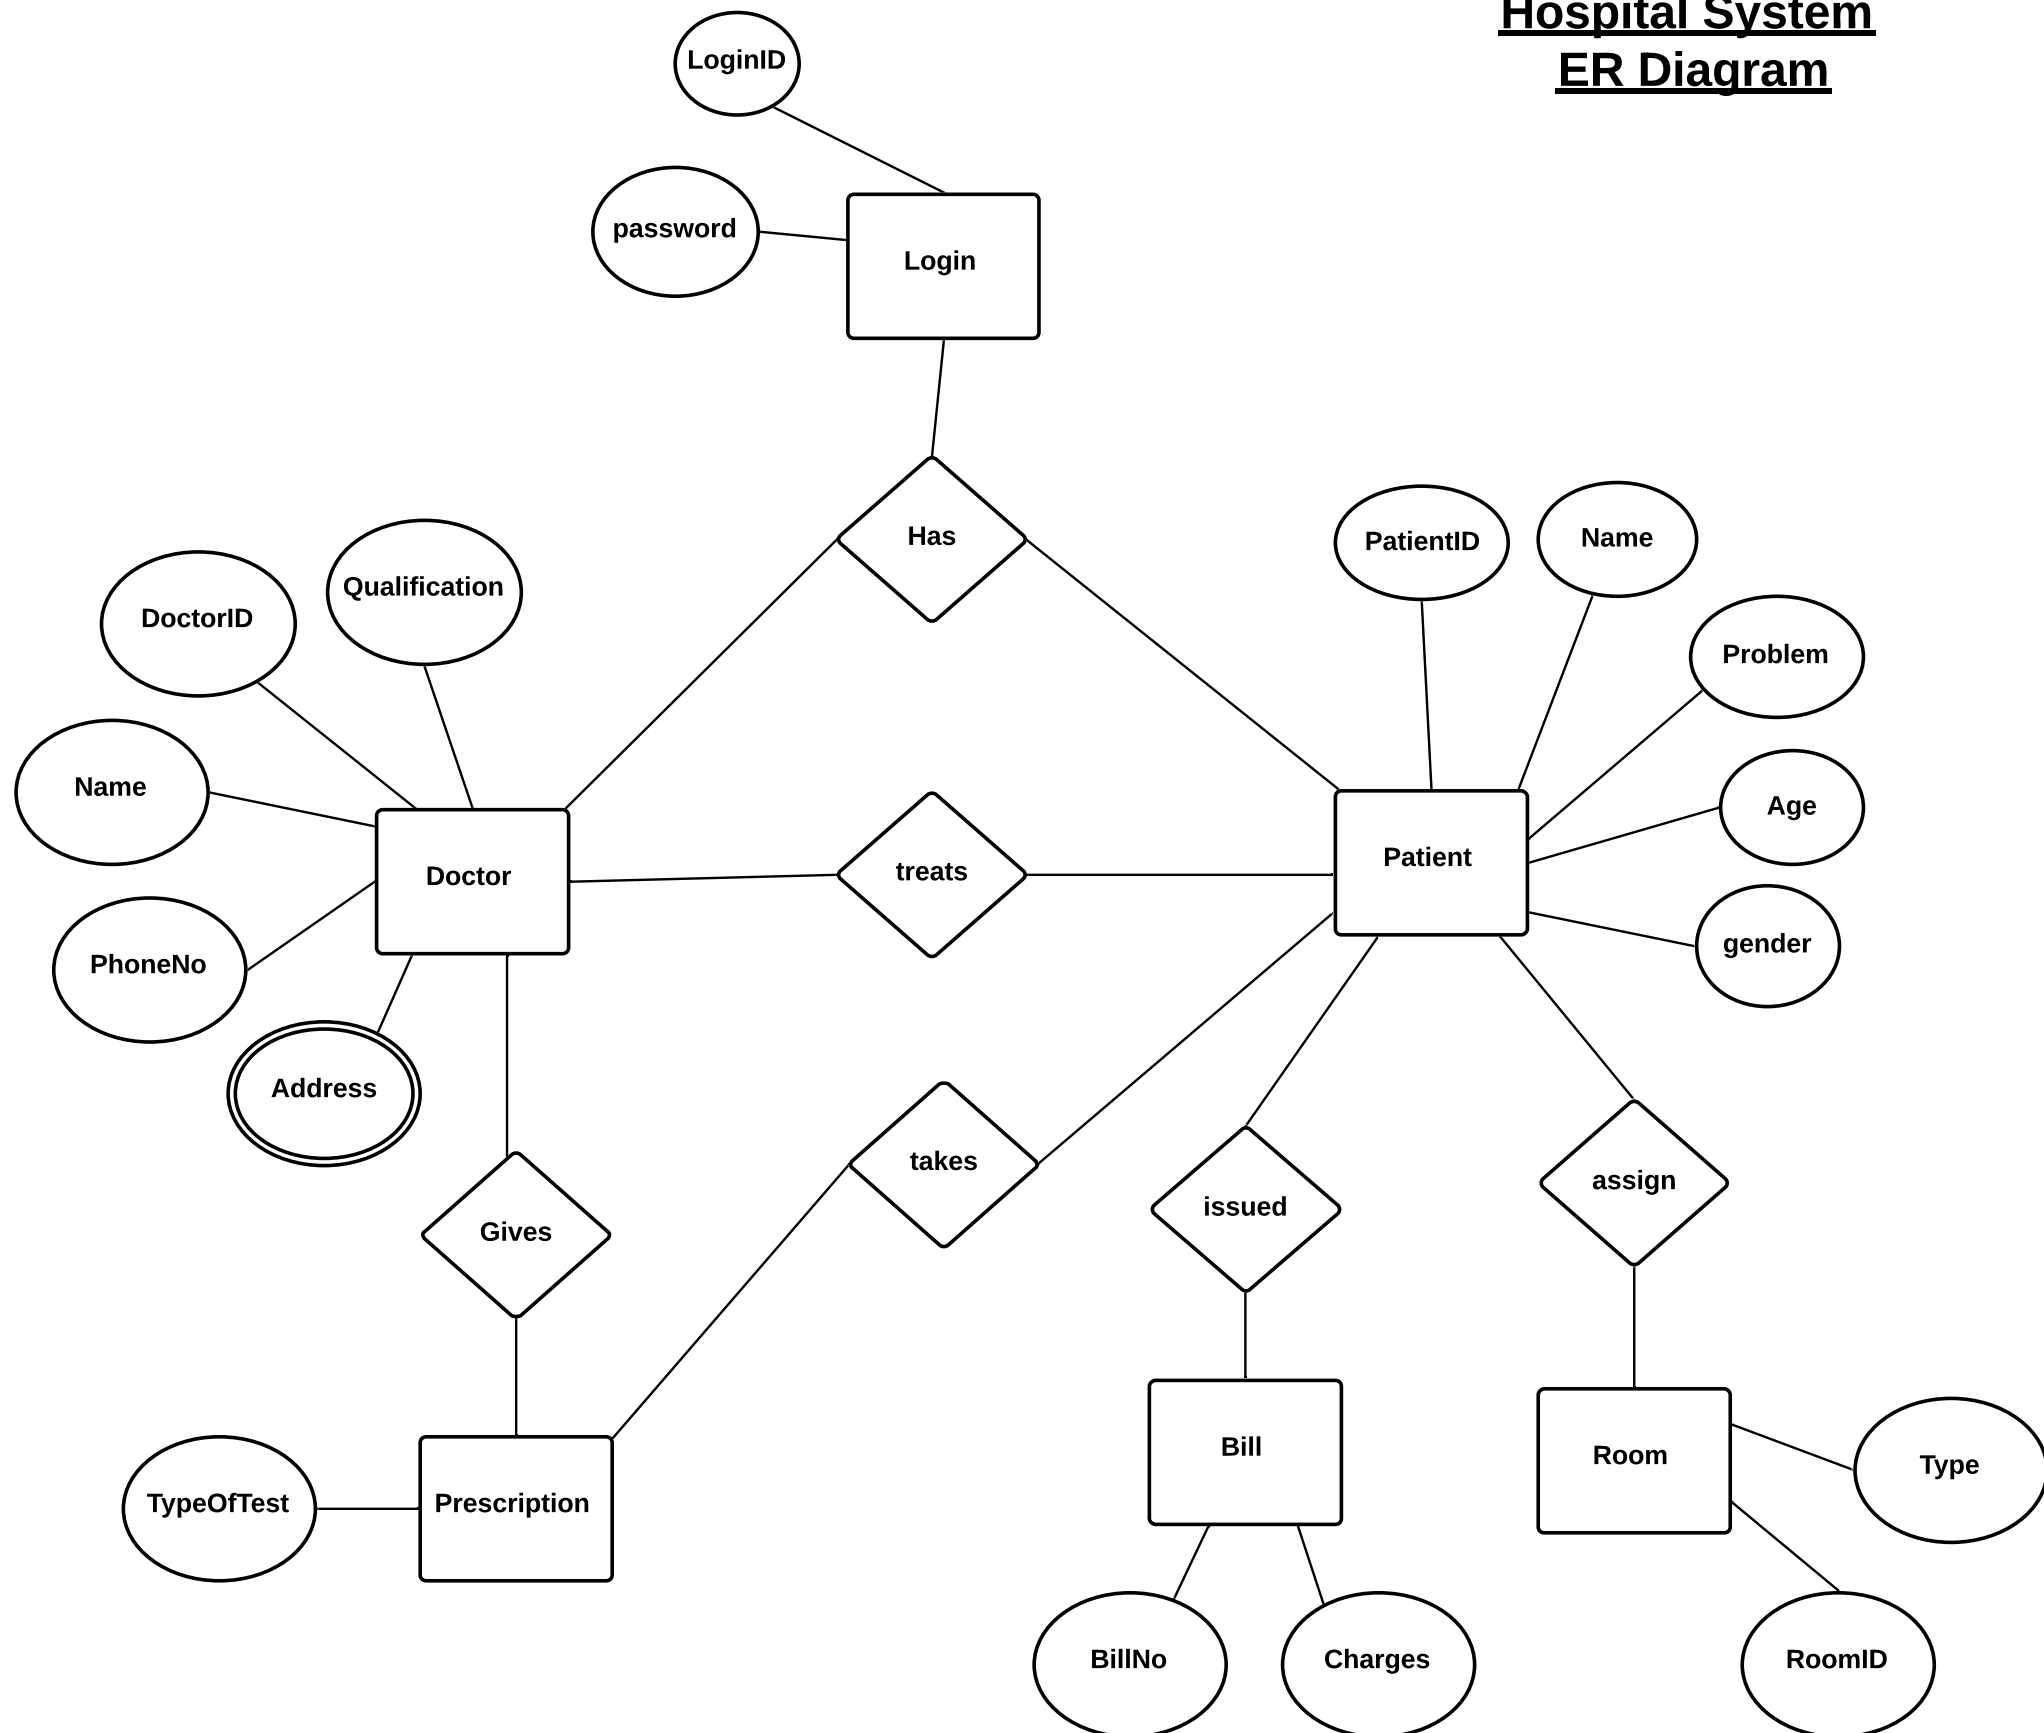 Hospital System
ER Diagram
LoginID
password
Login
Has
PatientID
Name
Qualification
DoctorID
Problem
Name
Age
treats
Patient
Doctor
gender
PhoneNo
Address
takes
assign
issued
Gives
Bill
Room
Type
TypeOfTest
Prescription
BillNo
Charges
RoomID